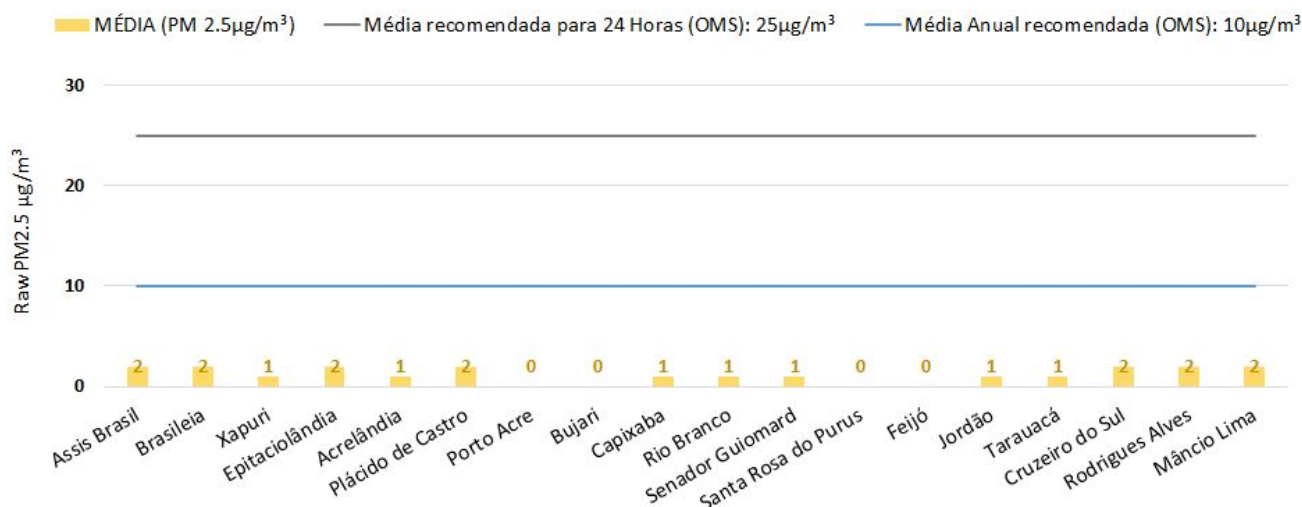 MÉDIA (PM 2.5µg/m³) Média recomendada para 24 Horas (OMS): 25µg/m³ Média Anual recomendada (OMS): 10µg/m³
Raw PM2.5 µg/m³
30
20
10
0
2 2 1 2 1 2 0 0 1 1 1 0 0 1 1 2 2 2
Assis Brasil
Brasileia
Xapuri
Epitaciolândia
Acrelândia
Plácido de Castro
Porto Acre
Bujari
Capixaba
Rio Branco
Senador Guiomard
Santa Rosa do Purus
Feijó
Jordão
Tarauacá
Cruzeiro do Sul
Rodrigues Alves
Mâncio Lima